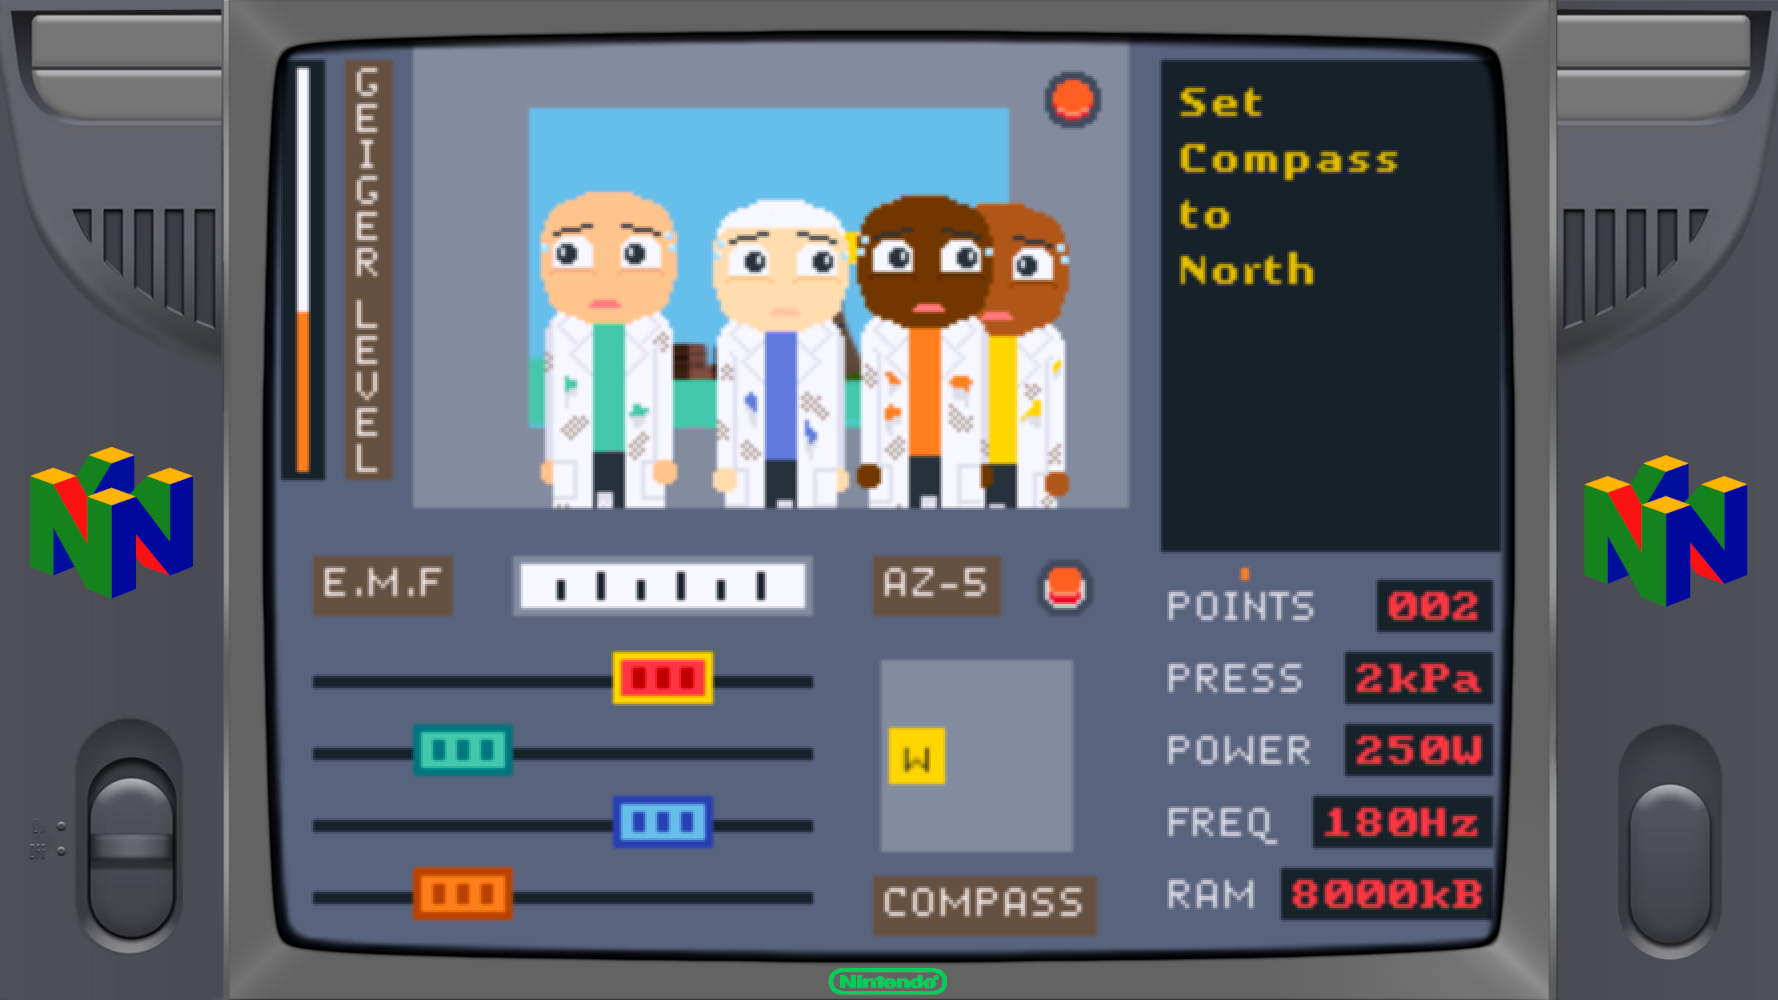 GEIGER LEVEL
Set
Compass
to
North
E.M.F
AZ-5
W
COMPASS
POINTS 002
PRESS 2kPa
POWER 250W
FREQ 180Hz
RAM 8000kB
Nintendo